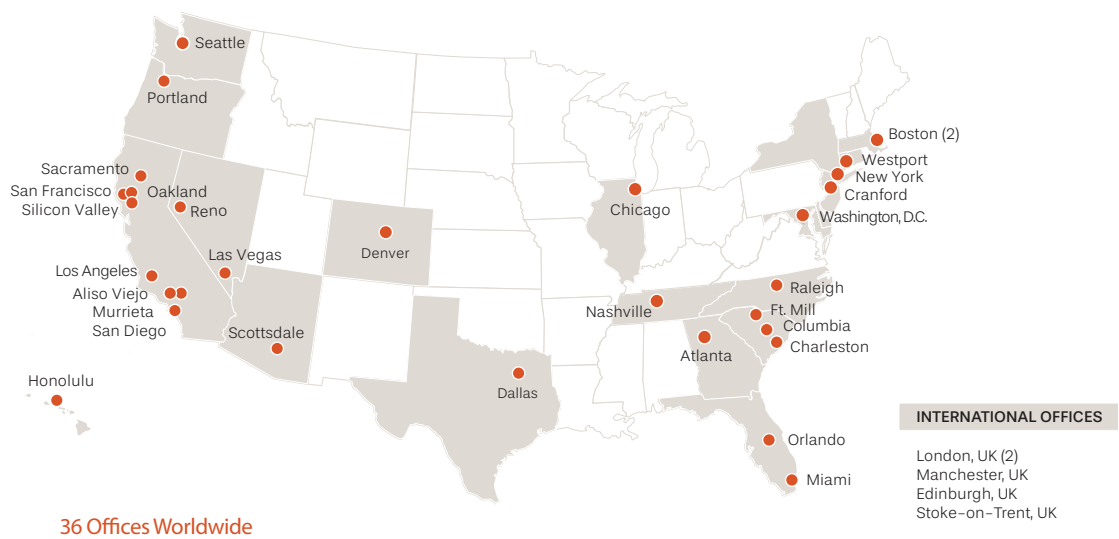 Seattle
Portland
Boston (2)
Westport
New York
Cranford
Washington, D.C.
Sacramento
San Francisco
Oakland
Silicon Valley
Reno
Chicago
Denver
Las Vegas
Los Angeles
Aliso Viejo
Murrieta
San Diego
Scottsdale
Nashville
Raleigh
Ft. Mill
Columbia
Charleston
Atlanta
Dallas
Honolulu
Orlando
Miami
INTERNATIONAL OFFICES
London, UK (2)
Manchester, UK
Edinburgh, UK
Stoke-on-Trent, UK
36 Offices Worldwide